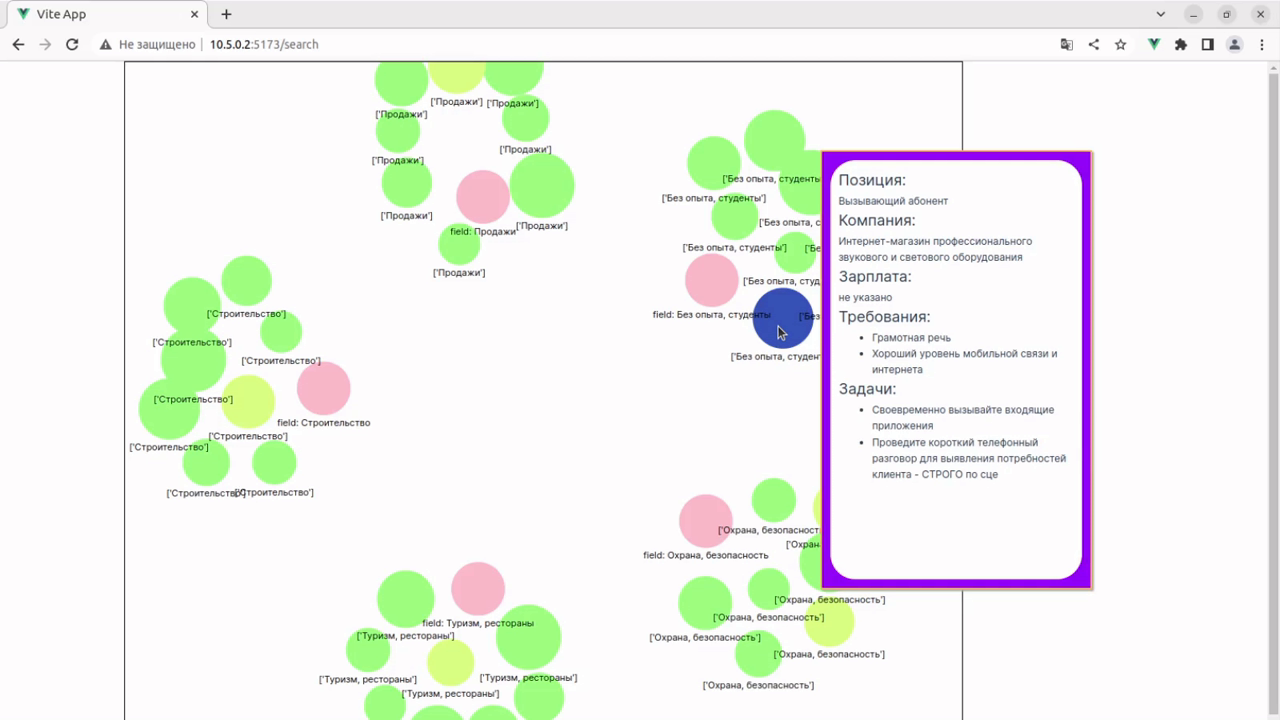 Vite App
Не защищено
10.5.0.2:5173/search
['Продажи']
['Продажи']
['Продажи']
['Продажи']
['Продажи']
['Продажи']
['Продажи']
field: Продажи
['Продажи']
['Продажи']
['Без опыта, студенты
['Без опыта, студенты']
['Без опыта, с
['Без опыта, студенты']
['Бе
['Без опыта, студ
field: Без опыта, студенты
['Без
['Без опыта, студен
['Строительство']
['Строительство']
['Строительство']
['Строительство']
field: Строительство
['Строительство']
['Строительство']
['Строительство']
['Строительство']
Позиция:
Вызывающий абонент
Компания:
Интернет-магазин профессионального
звукового и светового оборудования
Зарплата:
не указано
Требования:
Грамотная речь
Хороший уровень мобильной связи и
интернета
Задачи:
Своевременно вызывайте входящие
приложения
Проведите короткий телефонный
разговор для выявления потребностей
клиента - СТРОГО по сце
['Охрана, безопасност
['Охран
field: Охрана, безопасность
['Охрана, безопасность']
['Охрана, безопасность']
['Охрана, безопасность']
['Охрана, безопасность']
['Охрана, безопасность']
field: Туризм, рестораны
['Туризм, рестораны']
['Туризм, рестораны']
['Туризм, рестораны']
['Туризм, рестораны']